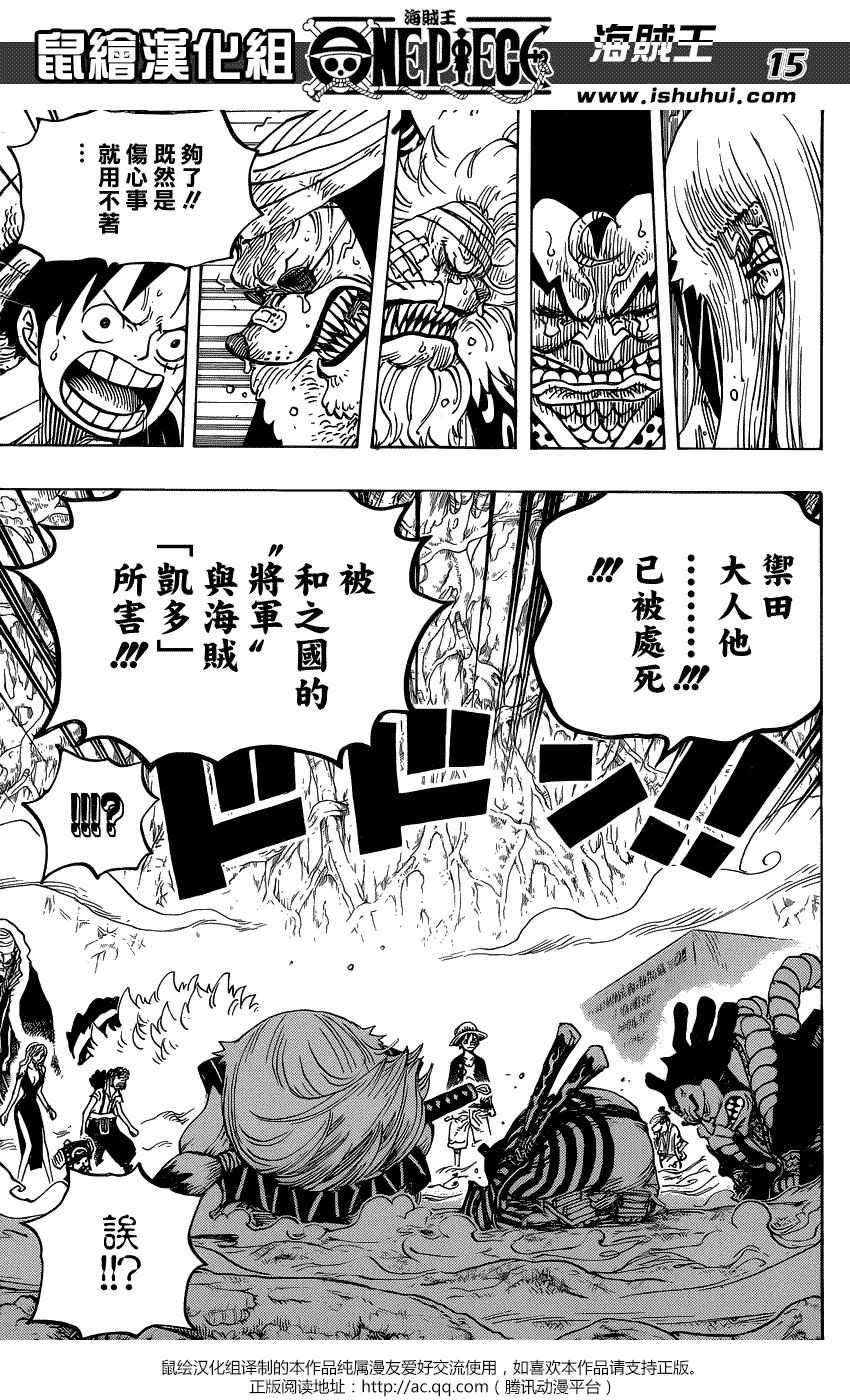 鼠繪漢化組
海賊王
ONE PIECE
海賊王
15
www.ishuhui.com
夠了!!
既然是
傷心事
就用不著
…
禦田
大人他
………!!!
已被處死
!!!
被
和之國的
"將軍"
與海賊
「凱多」
所害!!!
!!!?
ドドン!!
誒!!?
鼠绘汉化组译制的本作品纯属漫友爱好交流使用，如喜欢本作品请支持正版。
正版阅读地址：http://ac.qq.com（腾讯动漫平台）